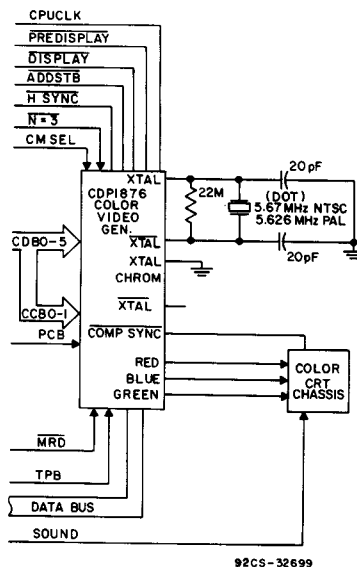 CPUCLK
PREDISPLAY
DISPLAY
ADDSTB
H SYNC
N = 3
CM SEL
XTAL
CDP1876
COLOR
VIDEO
GEN.
XTAL
XTAL
CHROM
XTAL
COMP SYNC
RED
BLUE
GREEN
22M
20pF
(DOT)
5.67 MHz NTSC
5.626 MHz PAL
20pF
CDB0-5
CCB0-1
PCB
COLOR
CRT
CHASSIS
MRD
TPB
DATA BUS
SOUND
92CS-32699